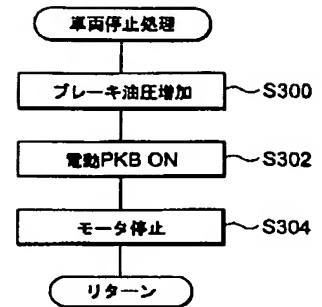 車両停止処理
ブレーキ油圧増加 S300
電動PKB ON S302
モータ停止 S304
リターン